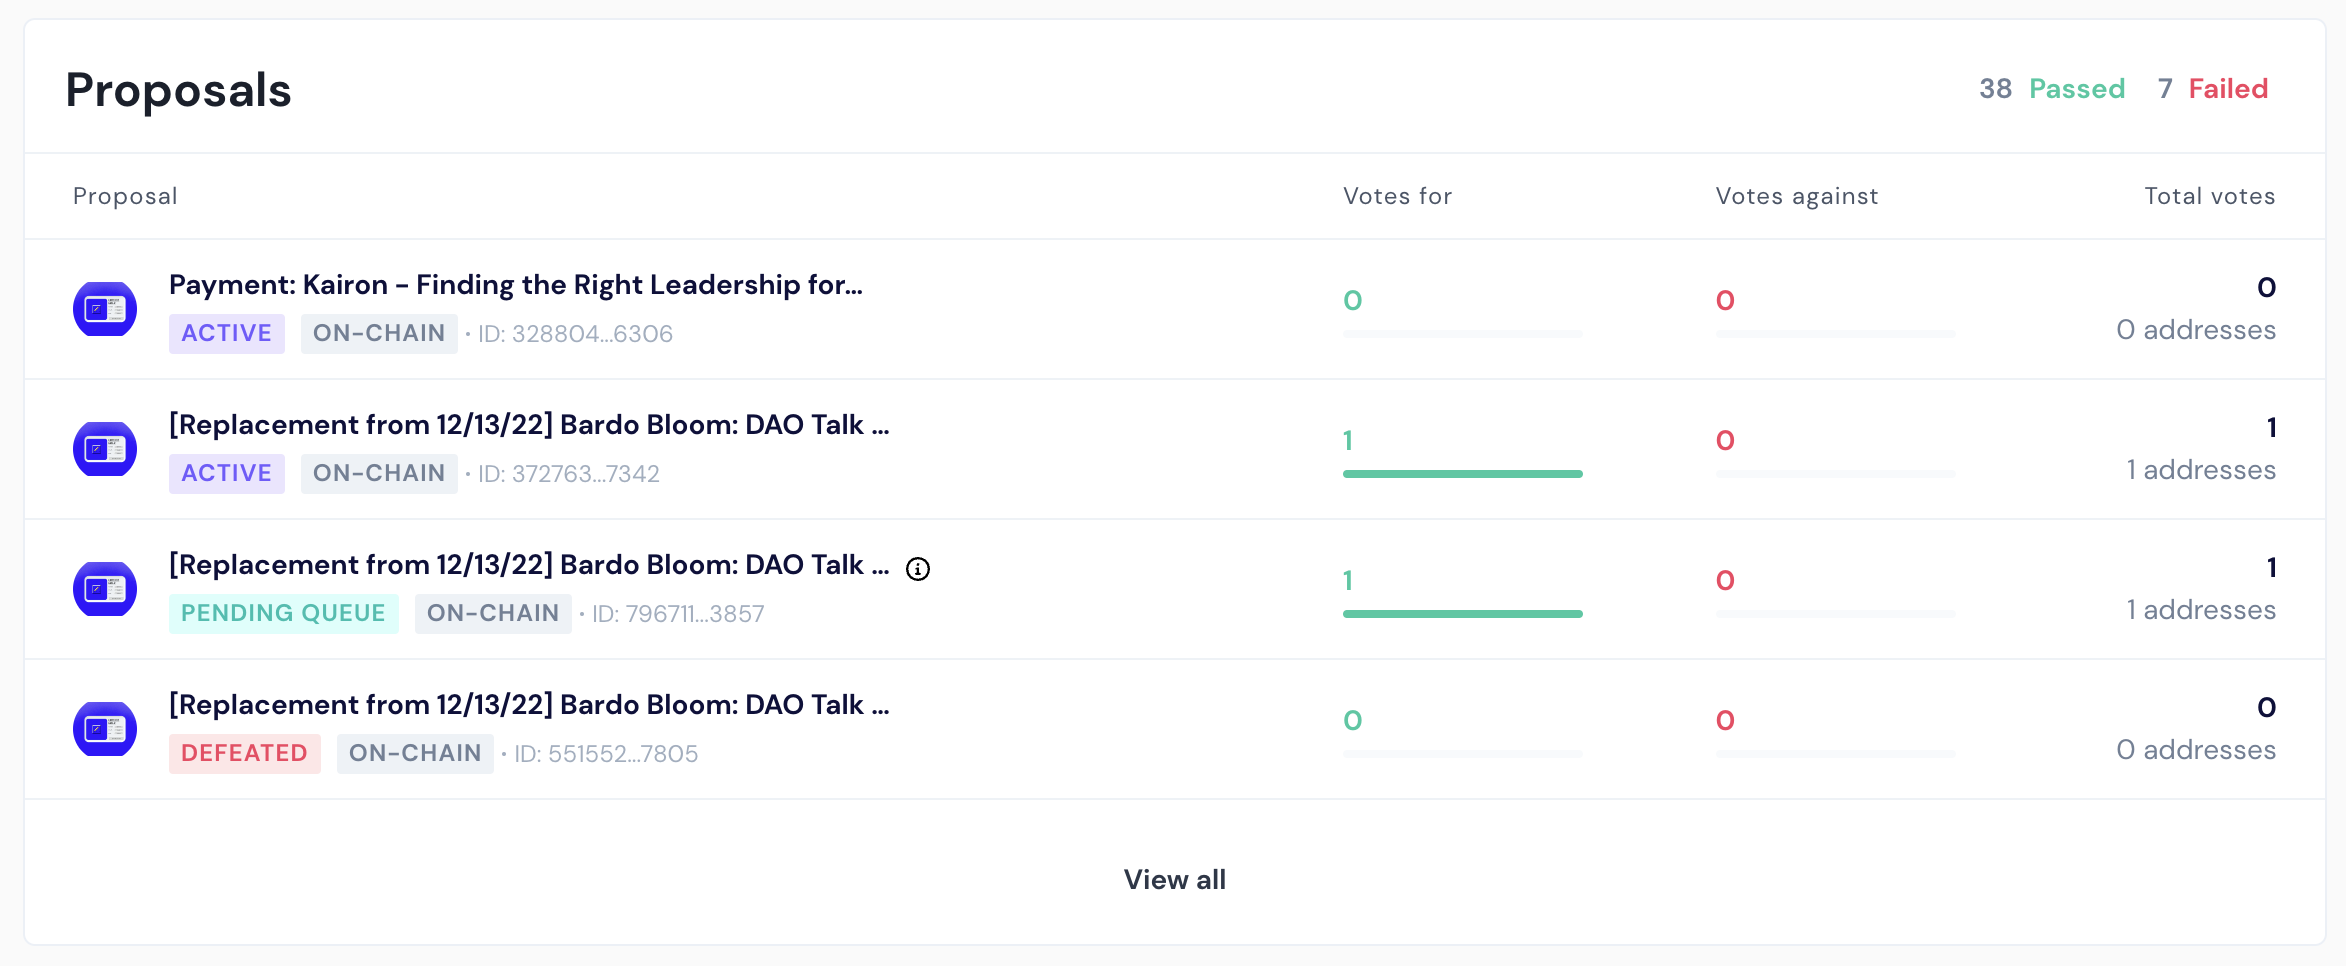 Proposals
38 Passed 7 Failed
Proposal Votes for Votes against Total votes
Payment: Kairon - Finding the Right Leadership for...
ACTIVE ON-CHAIN • ID: 328804...6306
0 0 0
0 addresses
[Replacement from 12/13/22] Bardo Bloom: DAO Talk ...
ACTIVE ON-CHAIN • ID: 372763...7342
1 0 1
1 addresses
[Replacement from 12/13/22] Bardo Bloom: DAO Talk ...
PENDING QUEUE ON-CHAIN • ID: 796711...3857
1 0 1
1 addresses
[Replacement from 12/13/22] Bardo Bloom: DAO Talk ...
DEFEATED ON-CHAIN • ID: 551552...7805
0 0 0
0 addresses
View all